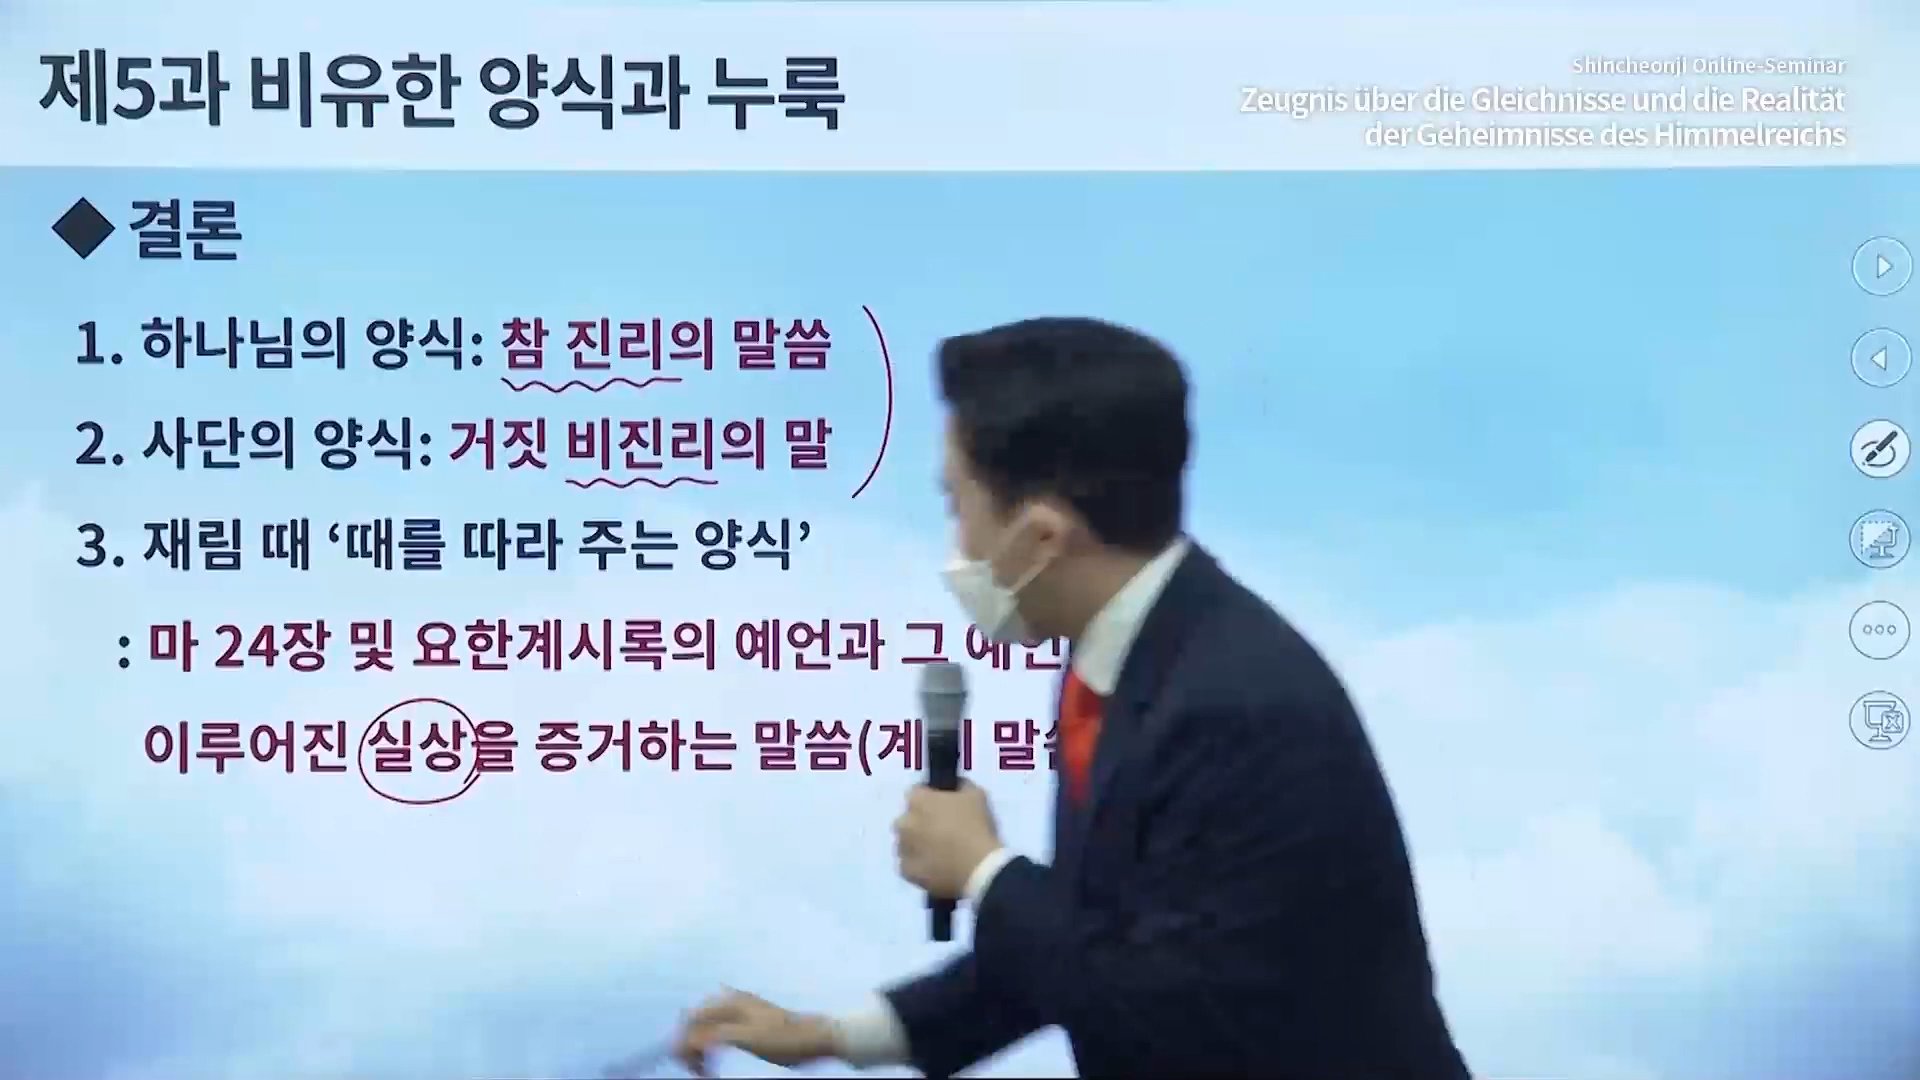 제5과 비유한 양식과 누룩
Shincheonji Online-Seminar
Zeugnis über die Gleichnisse und die Realität
der Geheimnisse des Himmelreichs
◆ 결론
1. 하나님의 양식: 참 진리의 말씀
2. 사단의 양식: 거짓 비진리의 말
3. 재림 때 ‘때를 따라 주는 양식’
: 마 24장 및 요한계시록의 예언과 그
이루어진 실상을 증거하는 말씀(